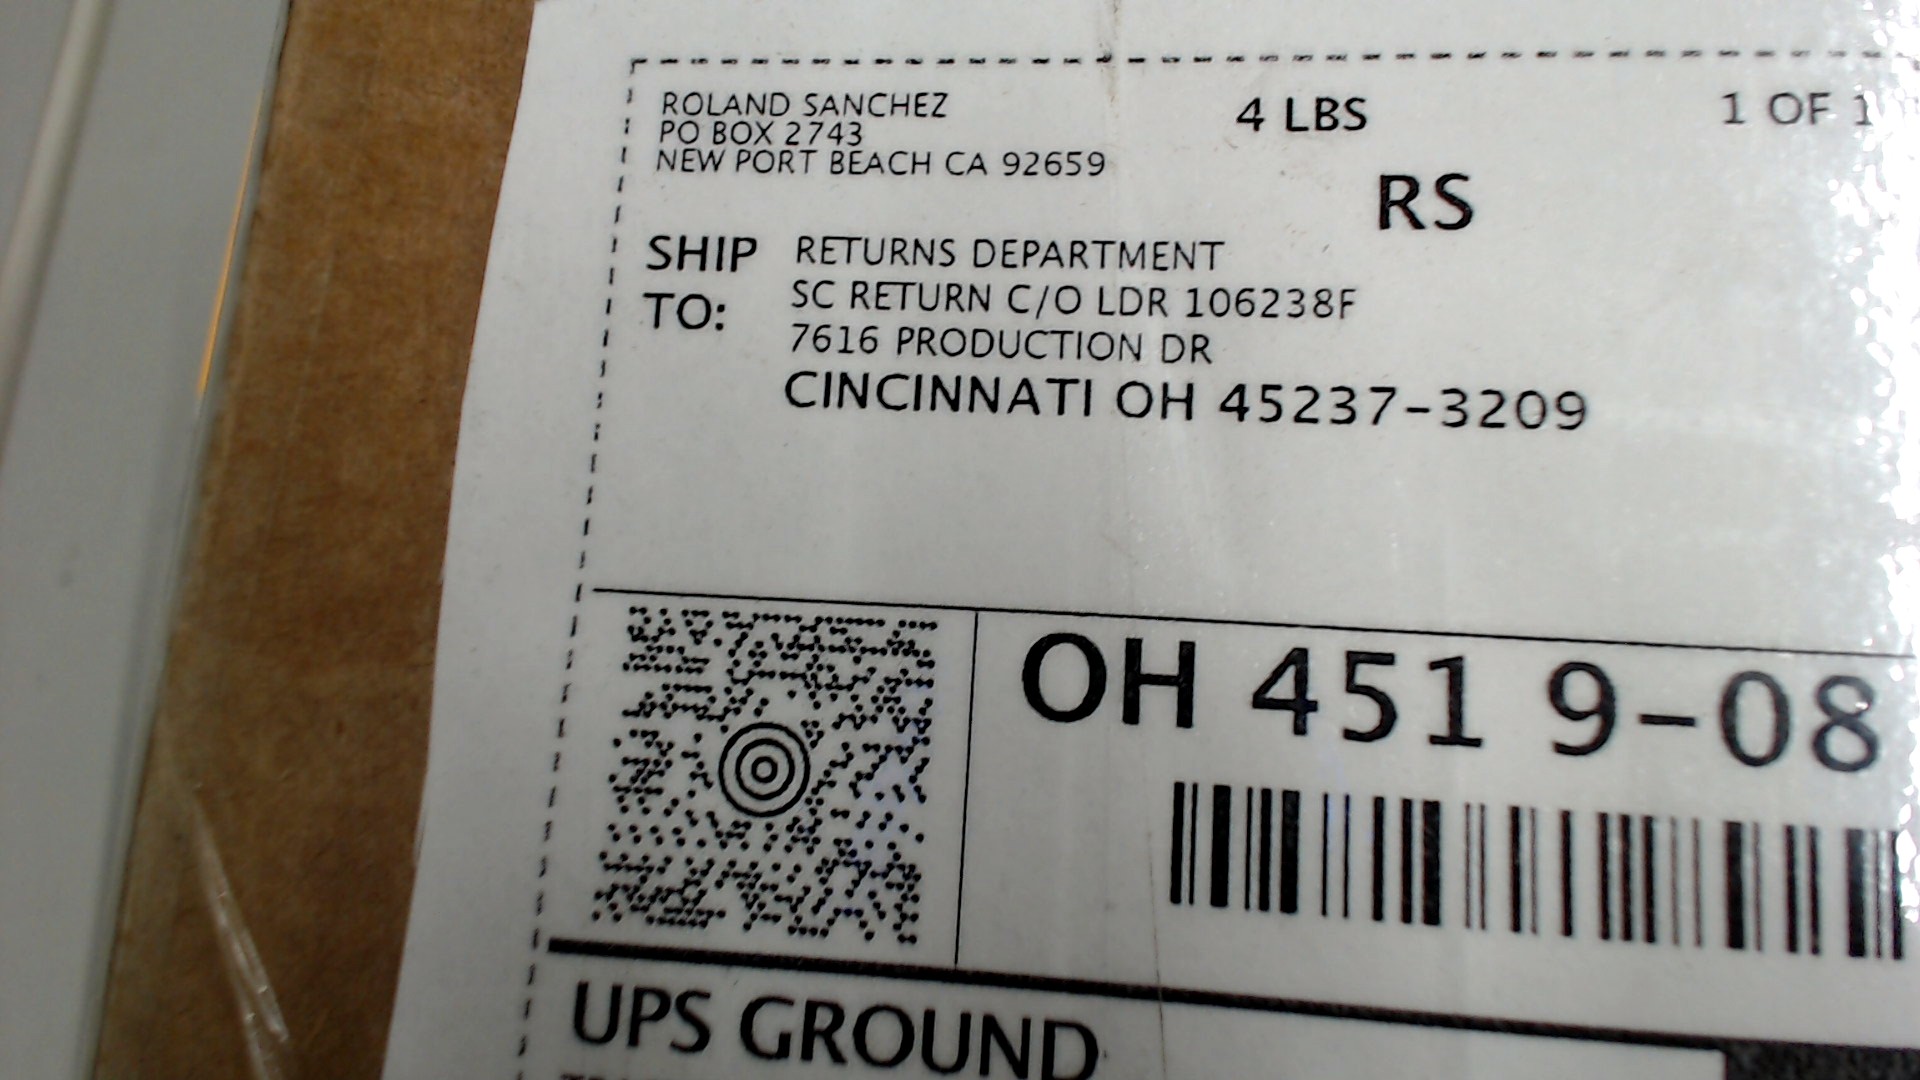 ROLAND SANCHEZ
PO BOX 2743
NEW PORT BEACH CA 92659
4 LBS
1 OF 1
RS
SHIP TO:
RETURNS DEPARTMENT
SC RETURN C/O LDR 106238F
7616 PRODUCTION DR
CINCINNATI OH 45237-3209
OH 451 9-08
UPS GROUND